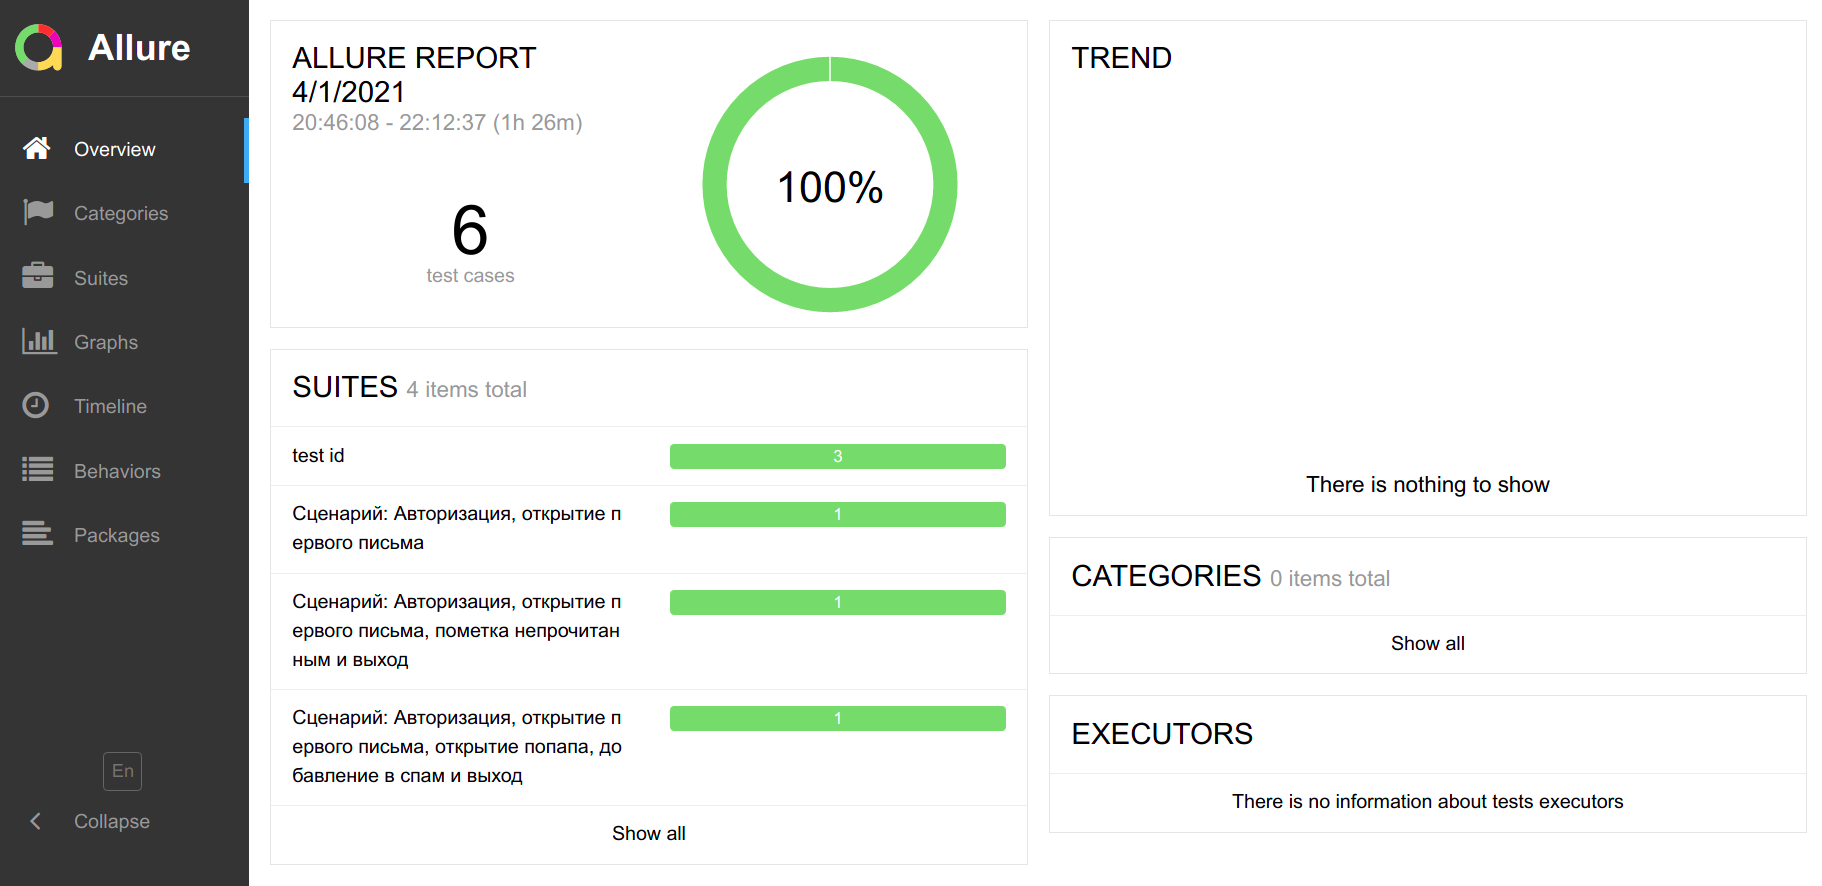 Allure
Overview
Categories
Suites
Graphs
Timeline
Behaviors
Packages
En
Collapse
ALLURE REPORT
4/1/2021
20:46:08 - 22:12:37 (1h 26m)
6
test cases
100%
SUITES 4 items total
test id
3
Сценарий: Авторизация, открытие п
ервого письма
1
Сценарий: Авторизация, открытие п
ервого письма, пометка непрочитан
ным и выход
1
Сценарий: Авторизация, открытие п
ервого письма, открытие попапа, до
бавление в спам и выход
1
Show all
TREND
There is nothing to show
CATEGORIES 0 items total
Show all
EXECUTORS
There is no information about tests executors